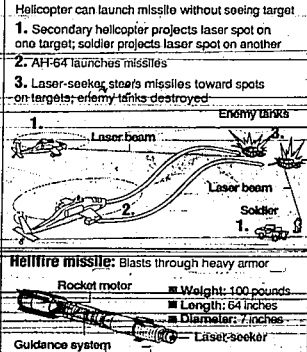 Helicopter can launch missile without seeing target
1. Secondary helicopter projects laser spot on
one target; soldier projects laser spot on another
2. AH-64 launches missiles
3. Laser-seeker steers missiles toward spots
on targets; enemy tanks destroyed
Enemy tanks
1.
3.
Laser beam
Laser beam
2.
Soldier
1.
Hellfire missile: Blasts through heavy armor
Rocket motor
■ Weight: 100 pounds
■ Length: 64 inches
■ Diameter: 7 inches
Laser-seeker
Guidance system